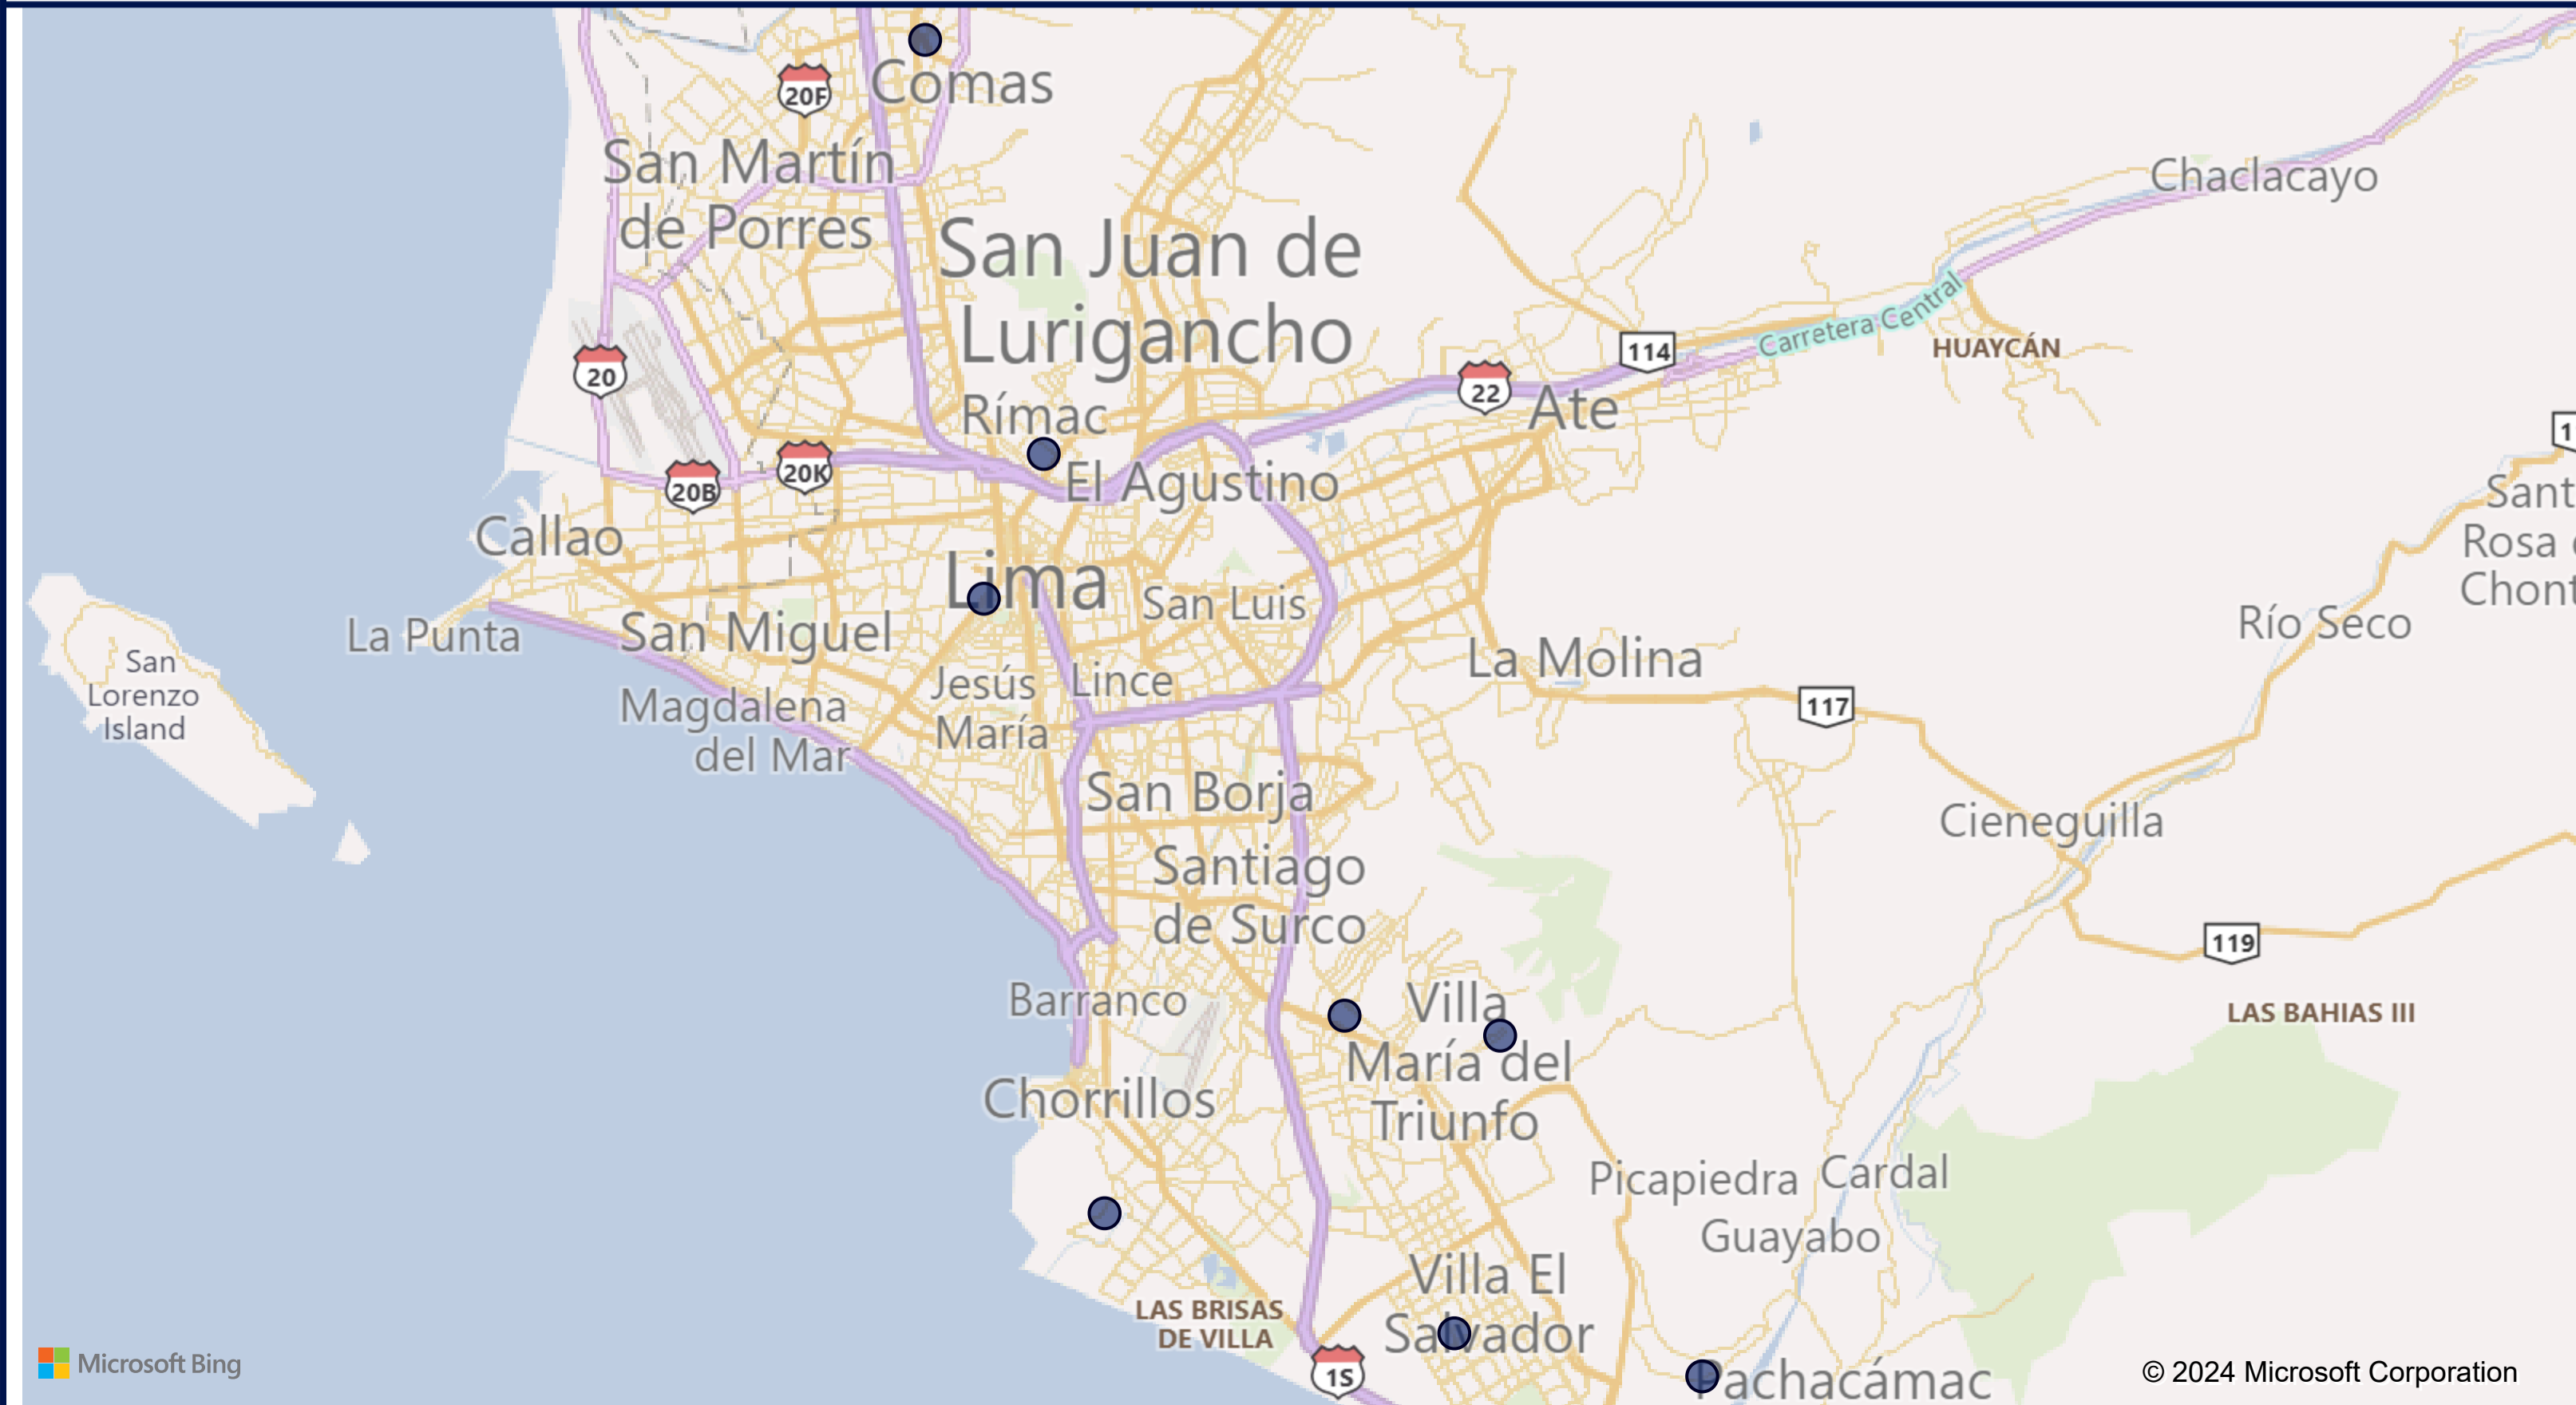 Comas
20F
San Martín
de Porres
Chaclacayo
San Juan de
Lurigancho
Carretera Central
HUAYCÁN
114
20
22
Ate
Rímac
1
20K
20B
El Agustino
Sant
Rosa
Chont
Callao
Lima
San Luis
La Punta
San Miguel
Río Seco
San
Lorenzo
Island
La Molina
Jesús
María
Lince
Magdalena
del Mar
117
San Borja
Cieneguilla
Santiago
de Surco
119
Barranco
Villa
María del
Triunfo
LAS BAHIAS III
Chorrillos
Picapiedra
Cardal
Guayabo
Villa El
Salvador
LAS BRISAS
DE VILLA
1S
Pachacámac
Microsoft Bing
© 2024 Microsoft Corporation